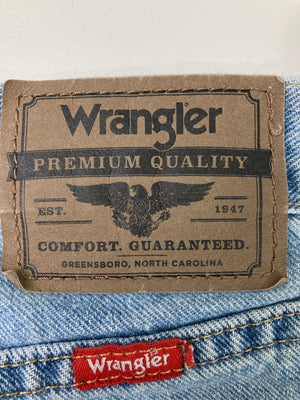 Wrangler
PREMIUM QUALITY
EST. 1947
COMFORT. GUARANTEED.
GREENSBORO, NORTH CAROLINA
Wrangler